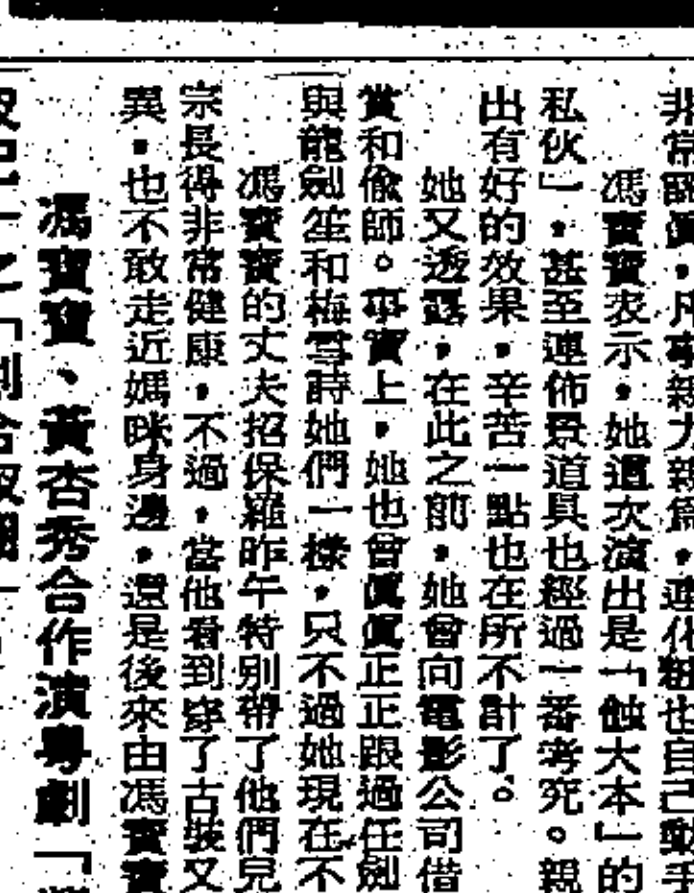 非常認眞，凡事親力親爲，連化粧也自己動手
馮寶寶表示，她這次演出是「蝕大本」的
私伙」，甚至連佈景道具也經過一番考究。親
出有好的效果，辛苦一點也在所不計了。
她又透露，在此之前，她曾向電影公司借
賞和偷師。事實上，她也曾眞眞正正跟過任劍
與龍劍笙和梅雪詩她們一樣，只不過她現在不
馮寶寶的丈夫招保羅昨午特別帶了他們兒
宗長得非常健康，不過，當他看到穿了古裝又
異，也不敢走近媽咪身邊，還是後來由馮寶寶
馮寶寶、黃杏秀合作演粵劇「